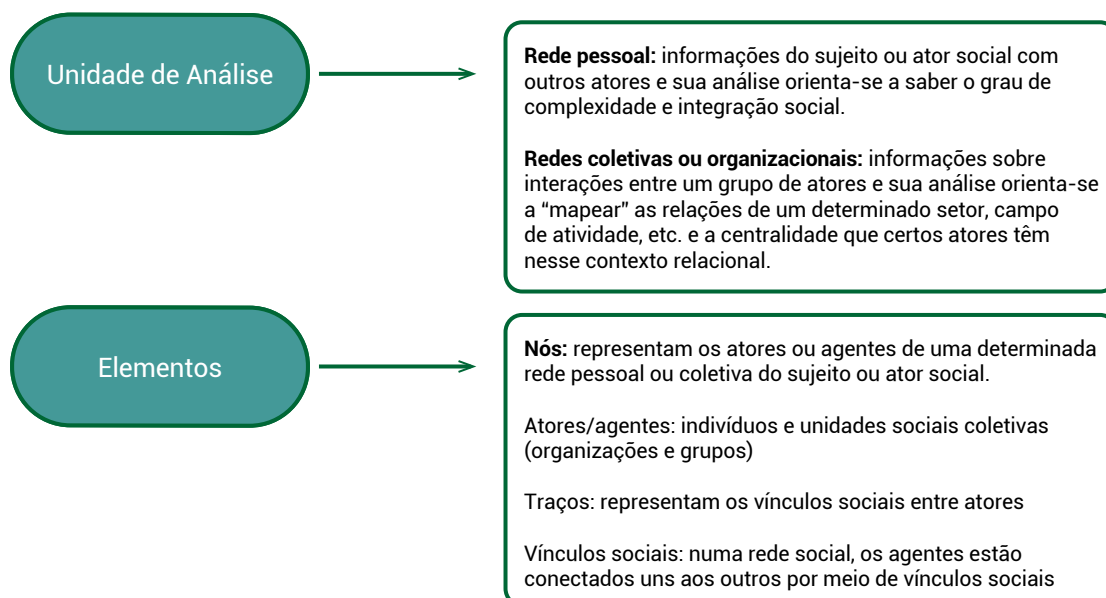 Unidade de Análise
Rede pessoal: informações do sujeito ou ator social com
outros atores e sua análise orienta-se a saber o grau de
complexidade e integração social.
Redes coletivas ou organizacionais: informações sobre
interações entre um grupo de atores e sua análise orienta-se
a “mapear” as relações de um determinado setor, campo
de atividade, etc. e a centralidade que certos atores têm
nesse contexto relacional.
Elementos
Nós: representam os atores ou agentes de uma determinada
rede pessoal ou coletiva do sujeito ou ator social.
Atores/agentes: indivíduos e unidades sociais coletivas
(organizações e grupos)
Traços: representam os vínculos sociais entre atores
Vínculos sociais: numa rede social, os agentes estão
conectados uns aos outros por meio de vínculos sociais